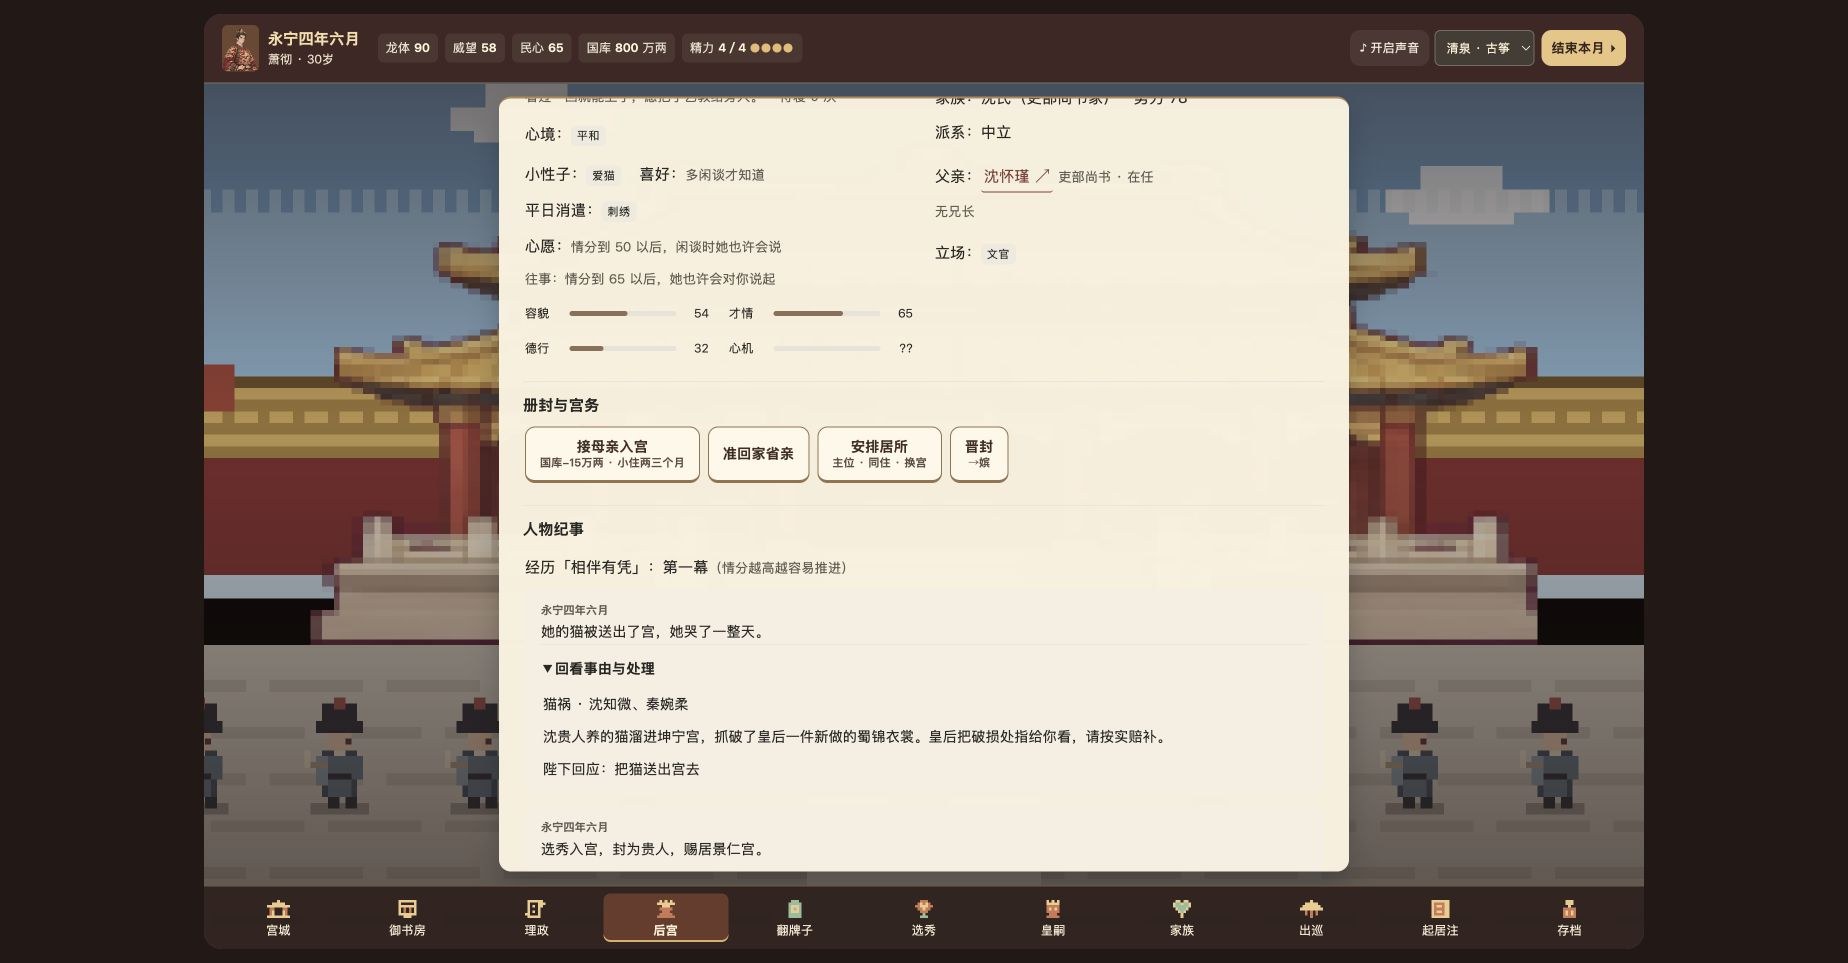 永宁四年六月
萧彻 · 30岁
龙体 90
威望 58
民心 65
国库 800 万两
精力 4 / 4
♪ 开启声音
清泉 · 古筝
结束本月
家族：沈氏（吏部尚书家） 势力 78
心境： 平和
派系：中立
小性子： 爱猫 喜好：多闲谈才知道
父亲：沈怀瑾 ↗ 吏部尚书 · 在任
平日消遣： 刺绣
无兄长
心愿：情分到 50 以后，闲谈时她也许会说
立场： 文官
往事：情分到 65 以后，她也许会对你说起
容貌 54 才情 65
德行 32 心机 ??
册封与宫务
接母亲入宫
国库-15万两 · 小住两三个月
准回家省亲
安排居所
主位 · 同住 · 换宫
晋封
→嫔
人物纪事
经历「相伴有凭」：第一幕（情分越高越容易推进）
永宁四年六月
她的猫被送出了宫，她哭了一整天。
▼回看事由与处理
猫祸 · 沈知微、秦婉柔
沈贵人养的猫溜进坤宁宫，抓破了皇后一件新做的蜀锦衣裳。皇后把破损处指给你看，请按实赔补。
陛下回应：把猫送出宫去
永宁四年六月
选秀入宫，封为贵人，赐居景仁宫。
宫城
御书房
理政
后宫
翻牌子
选秀
皇嗣
家族
出巡
起居注
存档